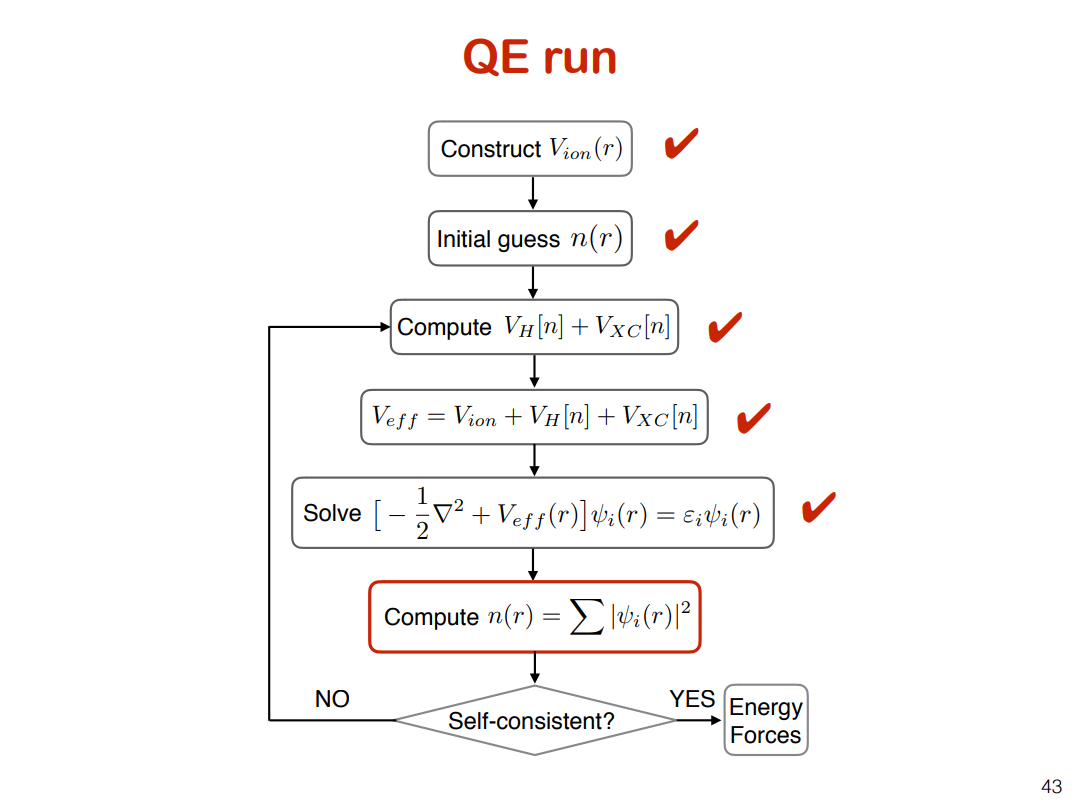 QE run
Construct V_{ion}(r) ✔
Initial guess n(r) ✔
Compute V_H[n] + V_{XC}[n] ✔
V_{eff} = V_{ion} + V_H[n] + V_{XC}[n] ✔
Solve [ − \frac{1}{2}∇² + V_{eff}(r)]ψ_i(r) = ε_iψ_i(r) ✔
Compute n(r) = ∑ |ψ_i(r)|²
NO
YES
Self-consistent?
Energy
Forces
43